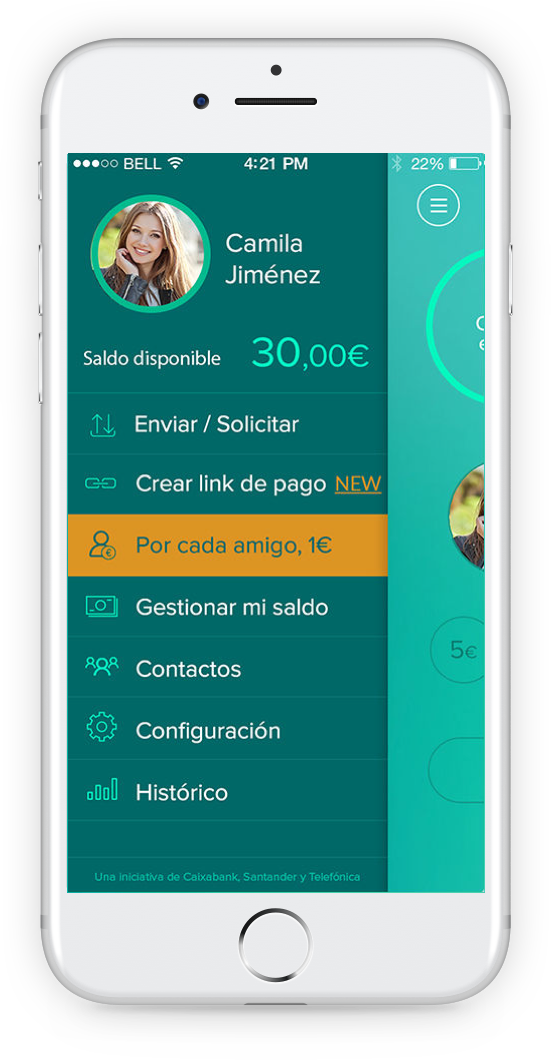 BELL 4:21 PM 22%
Camila
Jiménez
Saldo disponible 30,00€
Enviar / Solicitar
Crear link de pago NEW
Por cada amigo, 1€
Gestionar mi saldo
Contactos
Configuración
Histórico
Una iniciativa de Caixabank, Santander y Telefónica
5€